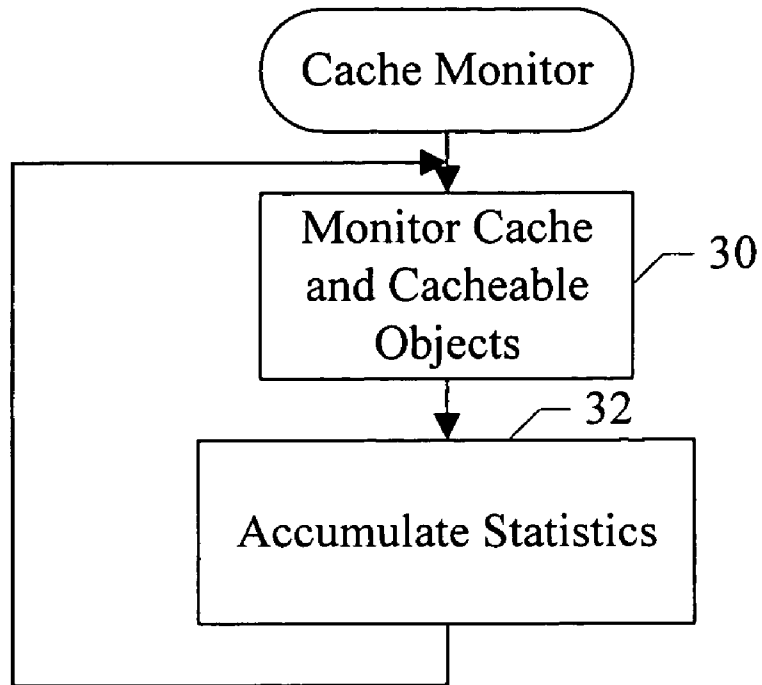 Cache Monitor
Monitor Cache
and Cacheable
Objects
30
32
Accumulate Statistics